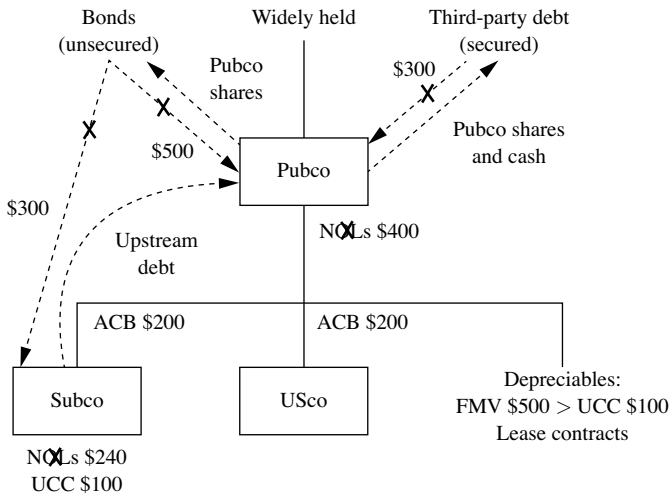 Bonds
(unsecured)
Widely held
Third-party debt
(secured)
Pubco
shares
$300
$500
Pubco shares
and cash
Pubco
$300
Upstream
debt
NOLs $400
ACB $200
ACB $200
Subco
USco
Depreciables:
FMV $500 > UCC $100
Lease contracts
NOLs $240
UCC $100